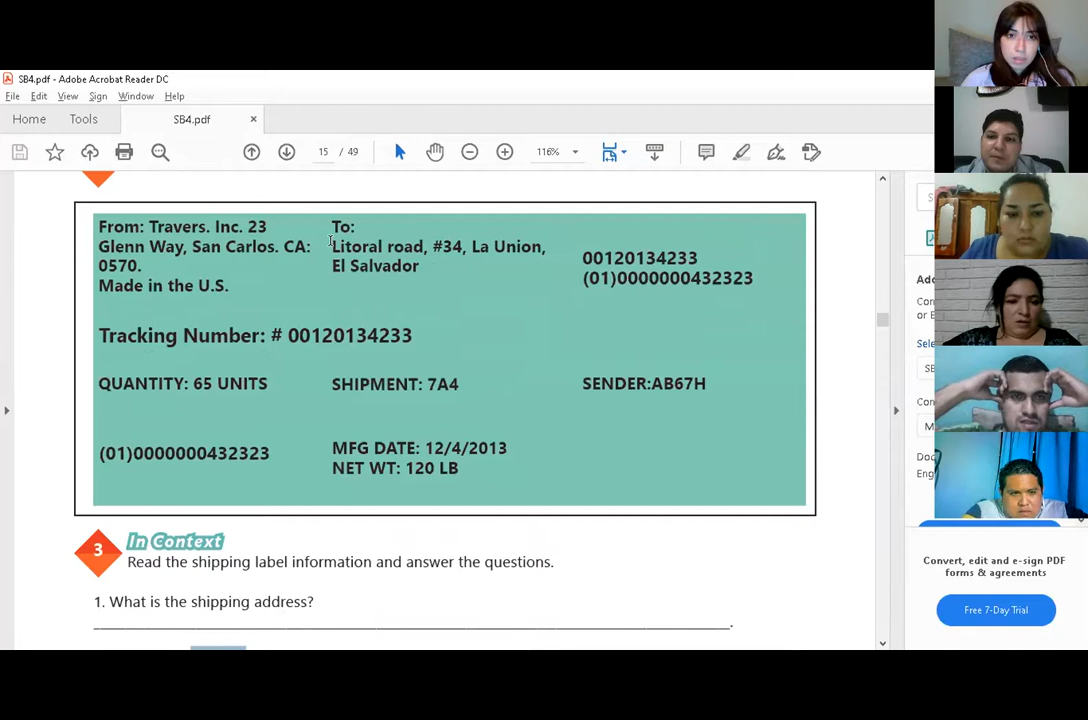 SB4.pdf - Adobe Acrobat Reader DC
File Edit View Sign Window Help
Home Tools SB4.pdf ×
15 / 49 116%
From: Travers. Inc. 23
Glenn Way, San Carlos. CA:
0570.
Made in the U.S.
To:
Litoral road, #34, La Union,
El Salvador
00120134233
(01)0000000432323
Tracking Number: # 00120134233
QUANTITY: 65 UNITS
SHIPMENT: 7A4
SENDER:AB67H
(01)0000000432323
MFG DATE: 12/4/2013
NET WT: 120 LB
3 In Context
Read the shipping label information and answer the questions.
1. What is the shipping address?
Convert, edit and e-sign PDF
forms & agreements
Free 7-Day Trial